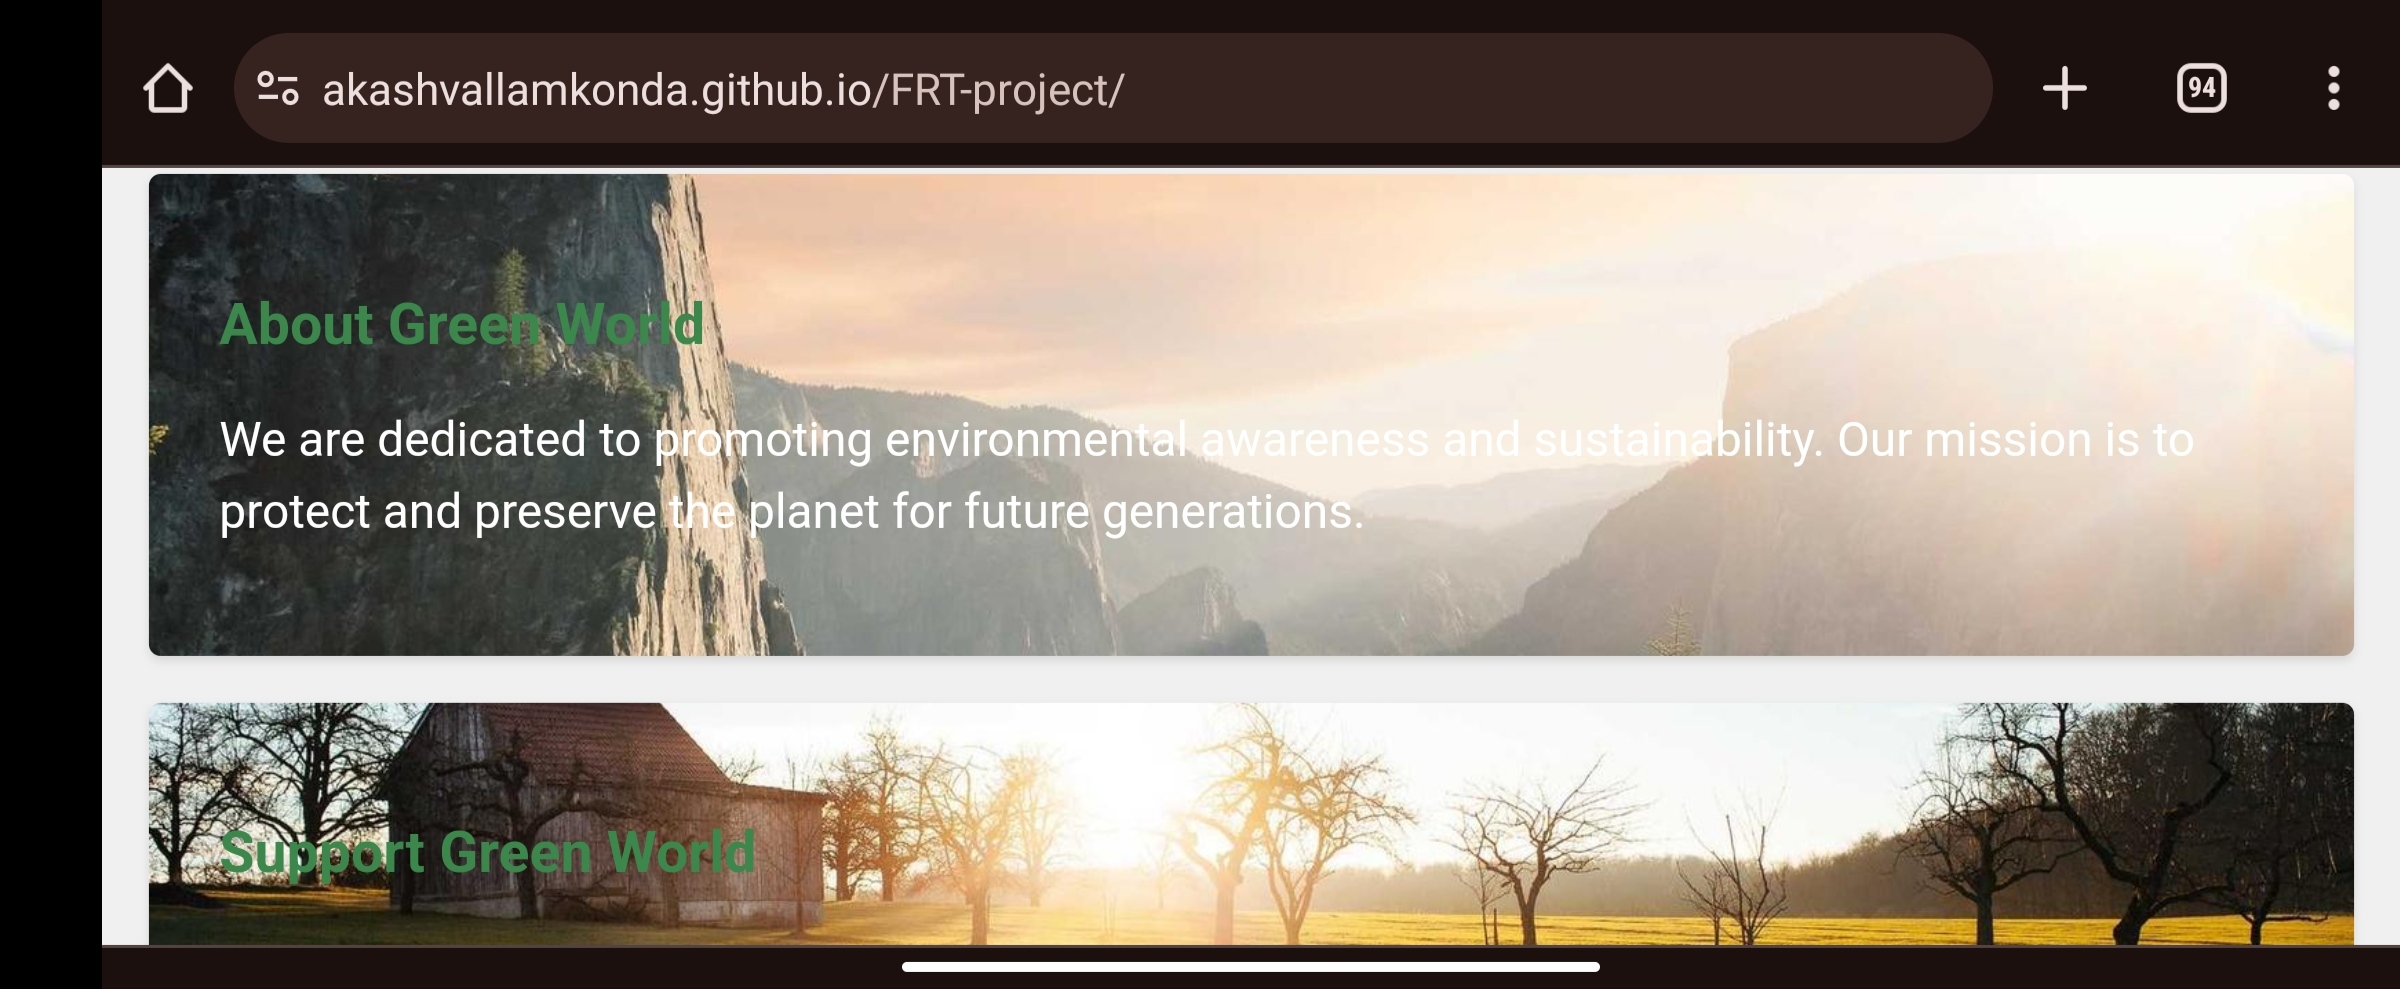 akashvallamkonda.github.io/FRT-project/
94
About Green World
We are dedicated to promoting environmental awareness and sustainability. Our mission is to
protect and preserve the planet for future generations.
Support Green World